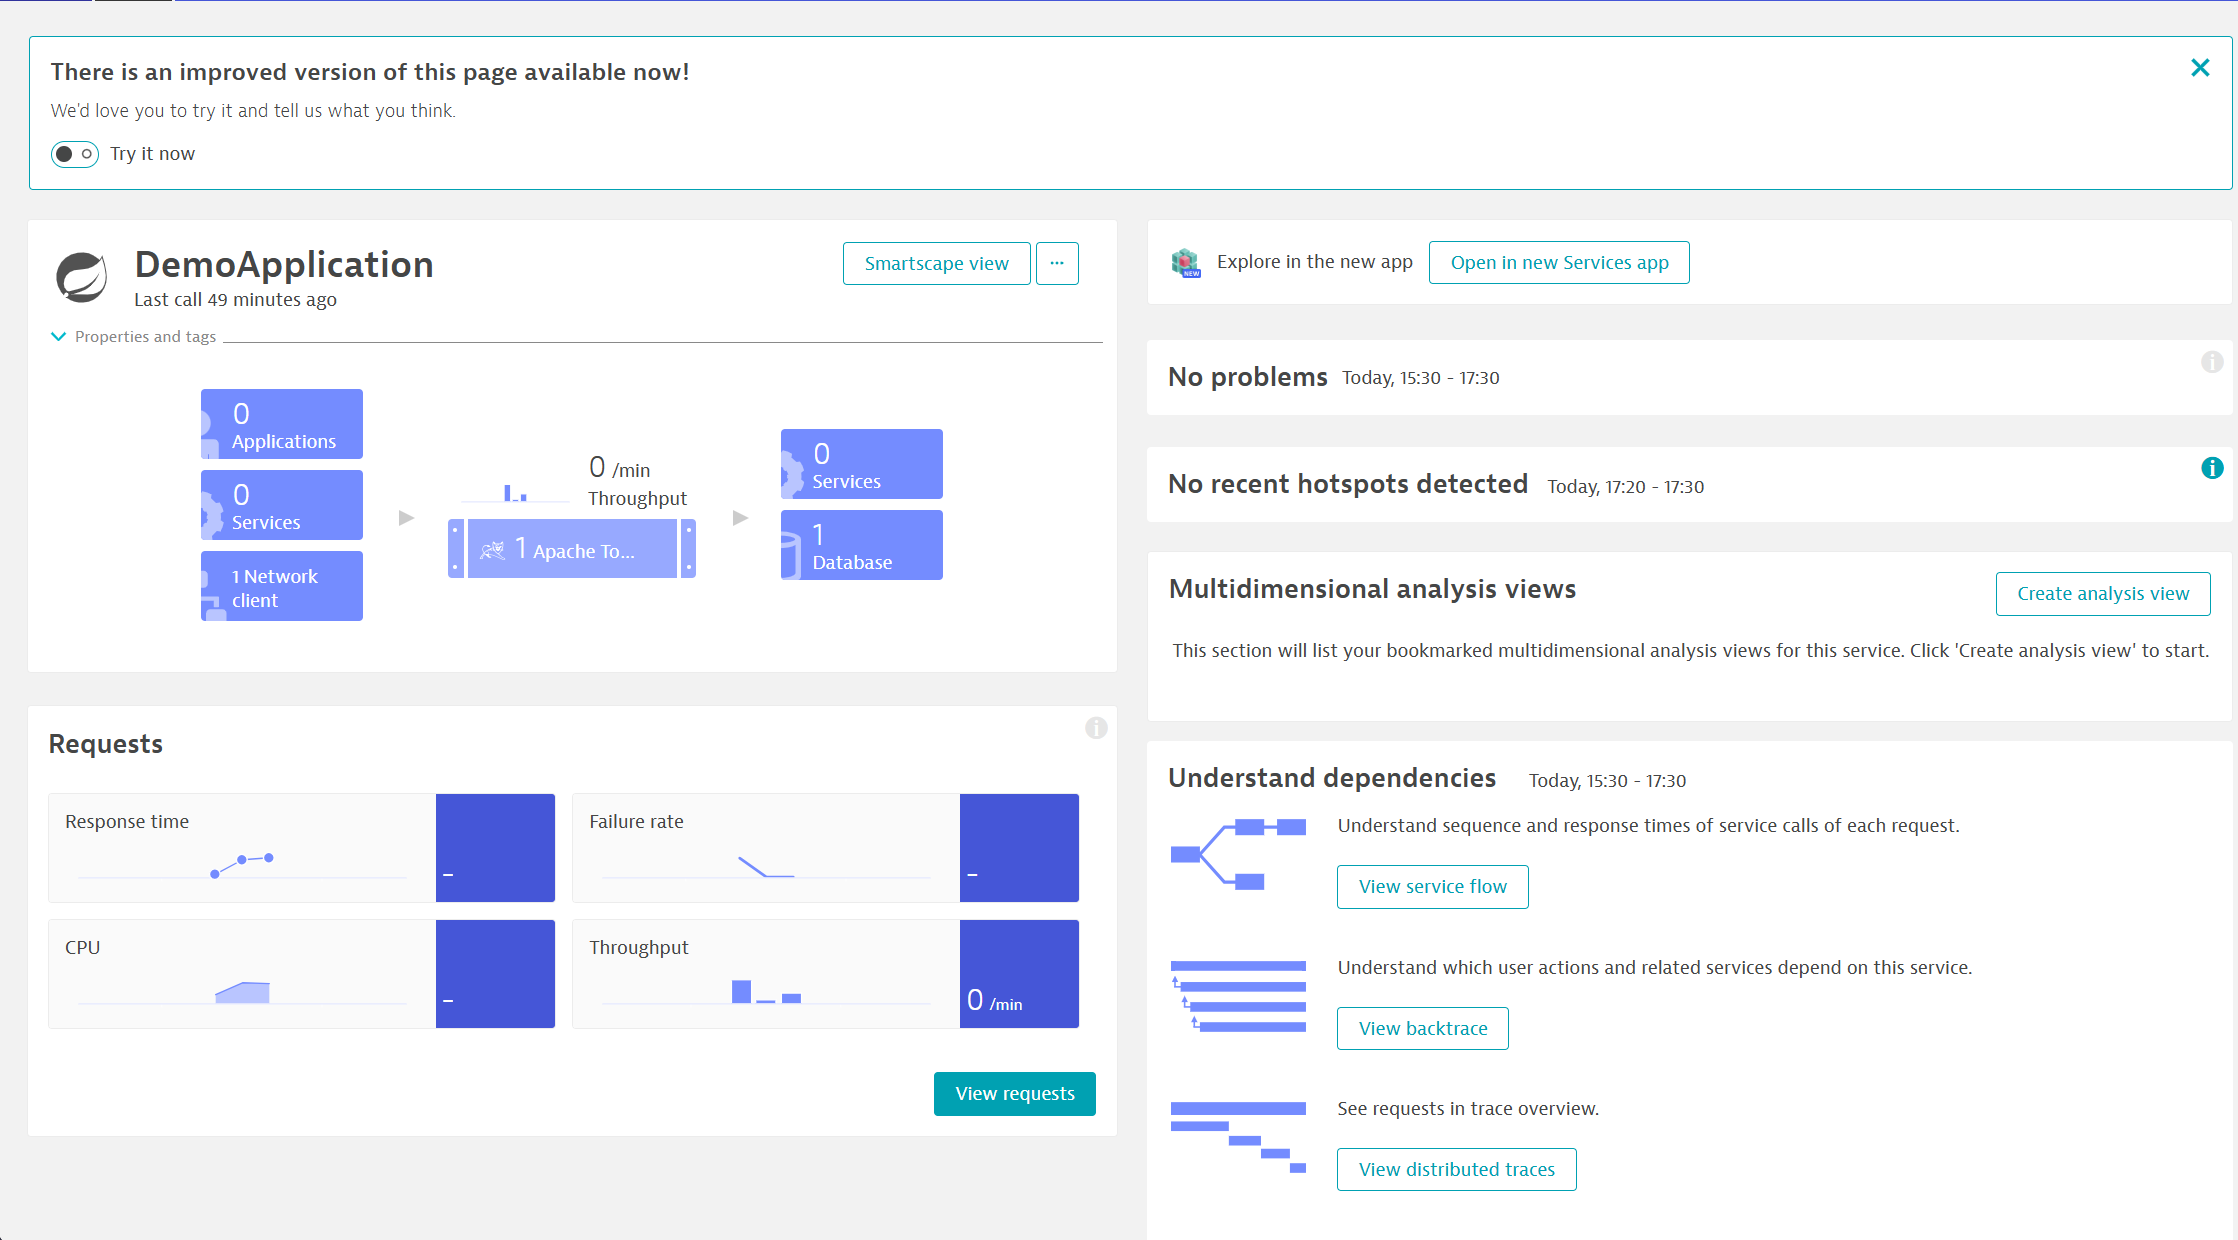 There is an improved version of this page available now!
We'd love you to try it and tell us what you think.
Try it now
DemoApplication
Last call 49 minutes ago
Smartscape view
...
Properties and tags
0
Applications
0
Services
1 Network
client
0 /min
Throughput
1 Apache To...
0
Services
1
Database
Requests
Response time
-
Failure rate
-
CPU
-
Throughput
0 /min
View requests
NEW
Explore in the new app
Open in new Services app
No problems Today, 15:30 - 17:30
No recent hotspots detected Today, 17:20 - 17:30
Multidimensional analysis views
Create analysis view
This section will list your bookmarked multidimensional analysis views for this service. Click 'Create analysis view' to start.
Understand dependencies Today, 15:30 - 17:30
Understand sequence and response times of service calls of each request.
View service flow
Understand which user actions and related services depend on this service.
View backtrace
See requests in trace overview.
View distributed traces